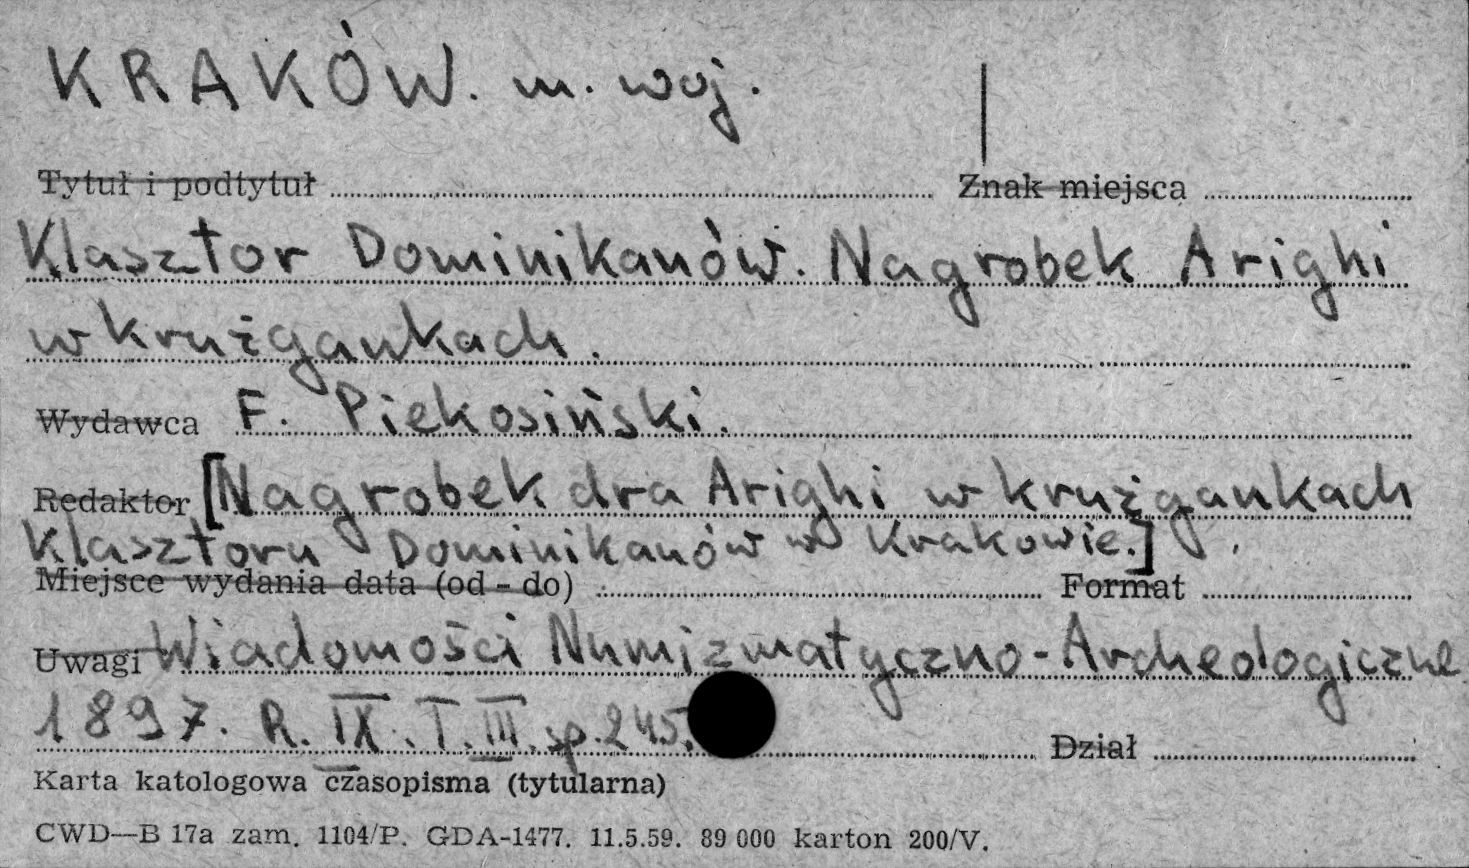 KRAKÓW. m. woj.
Tytuł i podtytuł Znak miejsca
Klasztor Dominikanów. Nagrobek Arighi
w krużgankach.
Wydawca F. Piekosiński.
Redaktor [Nagrobek dra Arighi w krużgankach
Klasztoru Dominikanów w Krakowie.]
Miejsce wydania data (od - do) Format
Uwagi Wiadomości Numizmatyczno-Archeologiczne
1897. R. IX. T. III. sp. 245. Dział
Karta katologowa czasopisma (tytularna)
CWD—B 17a zam. 1104/P. GDA-1477. 11.5.59. 89 000 karton 200/V.